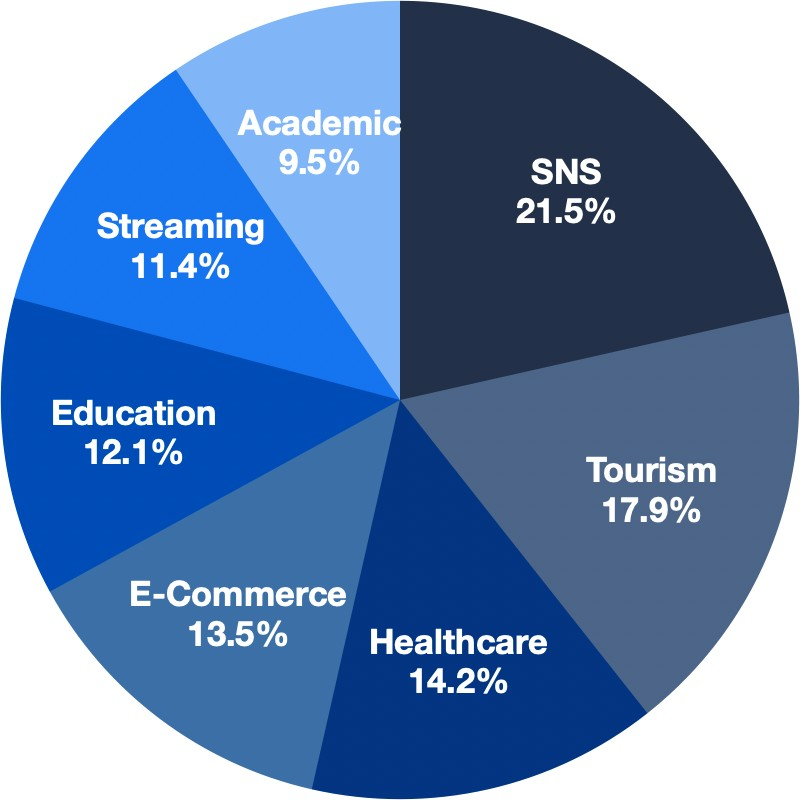 SNS
21.5%
Tourism
17.9%
Healthcare
14.2%
E-Commerce
13.5%
Education
12.1%
Streaming
11.4%
Academic
9.5%